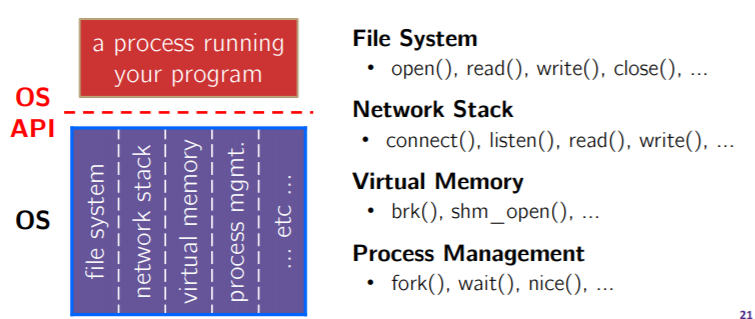 a process running
your program
OS
API
OS
file system
network stack
virtual memory
process mgmt.
... etc ...
File System
• open(), read(), write(), close(), ...
Network Stack
• connect(), listen(), read(), write(), ...
Virtual Memory
• brk(), shm_open(), ...
Process Management
• fork(), wait(), nice(), ...
21